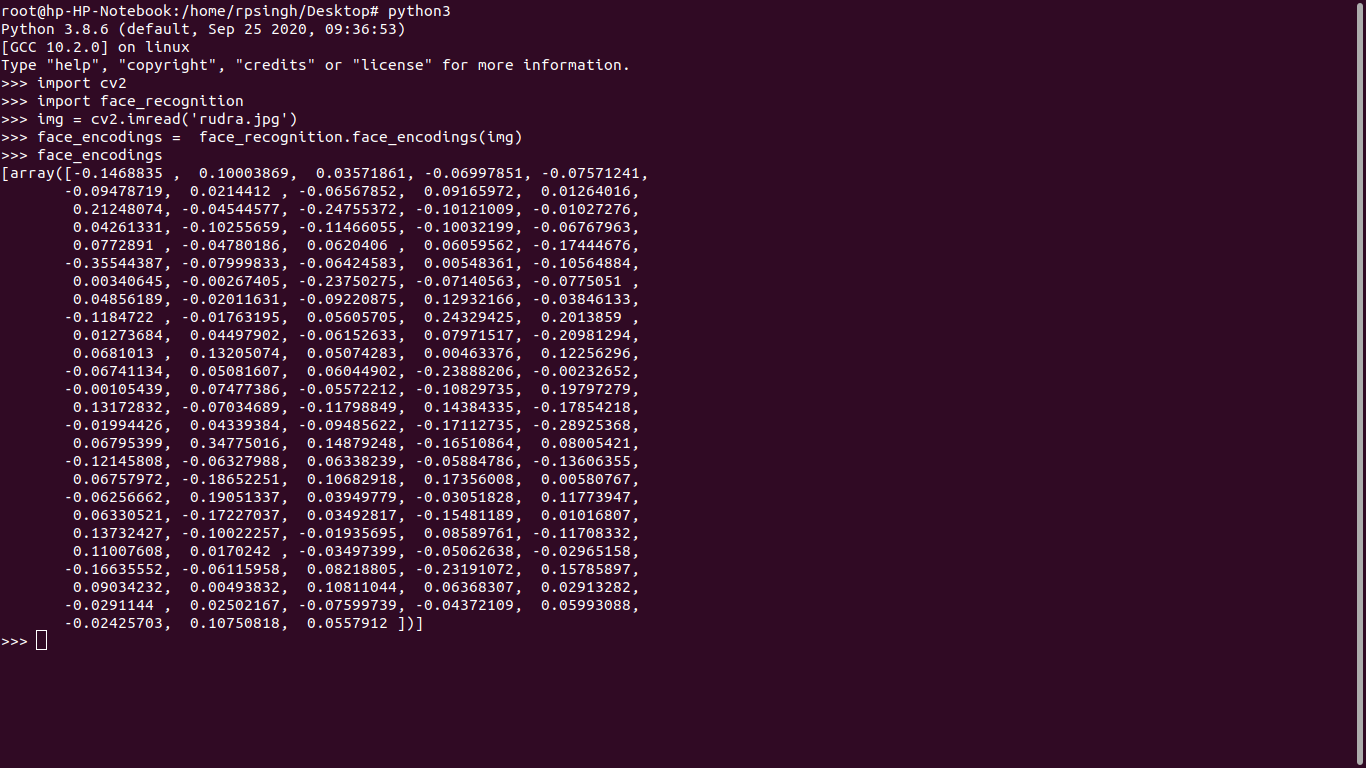 root@hp-HP-Notebook:/home/rpsingh/Desktop# python3
Python 3.8.6 (default, Sep 25 2020, 09:36:53)
[GCC 10.2.0] on linux
Type "help", "copyright", "credits" or "license" for more information.
>>> import cv2
>>> import face_recognition
>>> img = cv2.imread('rudra.jpg')
>>> face_encodings =  face_recognition.face_encodings(img)
>>> face_encodings
[array([-0.1468835 ,  0.10003869,  0.03571861, -0.06997851, -0.07571241,
       -0.09478719,  0.0214412 , -0.06567852,  0.09165972,  0.01264016,
        0.21248074, -0.04544577, -0.24755372, -0.10121009, -0.01027276,
        0.04261331, -0.10255659, -0.11466055, -0.10032199, -0.06767963,
        0.0772891 , -0.04780186,  0.0620406 ,  0.06059562, -0.17444676,
       -0.35544387, -0.07999833, -0.06424583,  0.00548361, -0.10564884,
        0.00340645, -0.00267405, -0.23750275, -0.07140563, -0.0775051 ,
        0.04856189, -0.02011631, -0.09220875,  0.12932166, -0.03846133,
       -0.1184722 , -0.01763195,  0.05605705,  0.24329425,  0.2013859 ,
        0.01273684,  0.04497902, -0.06152633,  0.07971517, -0.20981294,
        0.0681013 ,  0.13205074,  0.05074283,  0.00463376,  0.12256296,
       -0.06741134,  0.05081607,  0.06044902, -0.23888206, -0.00232652,
       -0.00105439,  0.07477386, -0.05572212, -0.10829735,  0.19797279,
        0.13172832, -0.07034689, -0.11798849,  0.14384335, -0.17854218,
       -0.01994426,  0.04339384, -0.09485622, -0.17112735, -0.28925368,
        0.06795399,  0.34775016,  0.14879248, -0.16510864,  0.08005421,
       -0.12145808, -0.06327988,  0.06338239, -0.05884786, -0.13606355,
        0.06757972, -0.18652251,  0.10682918,  0.17356008,  0.00580767,
       -0.06256662,  0.19051337,  0.03949779, -0.03051828,  0.11773947,
        0.06330521, -0.17227037,  0.03492817, -0.15481189,  0.01016807,
        0.13732427, -0.10022257, -0.01935695,  0.08589761, -0.11708332,
        0.11007608,  0.0170242 , -0.03497399, -0.05062638, -0.02965158,
       -0.16635552, -0.06115958,  0.08218805, -0.23191072,  0.15785897,
        0.09034232,  0.00493832,  0.10811044,  0.06368307,  0.02913282,
       -0.0291144 ,  0.02502167, -0.07599739, -0.04372109,  0.05993088,
       -0.02425703,  0.10750818,  0.0557912 ])]
>>>